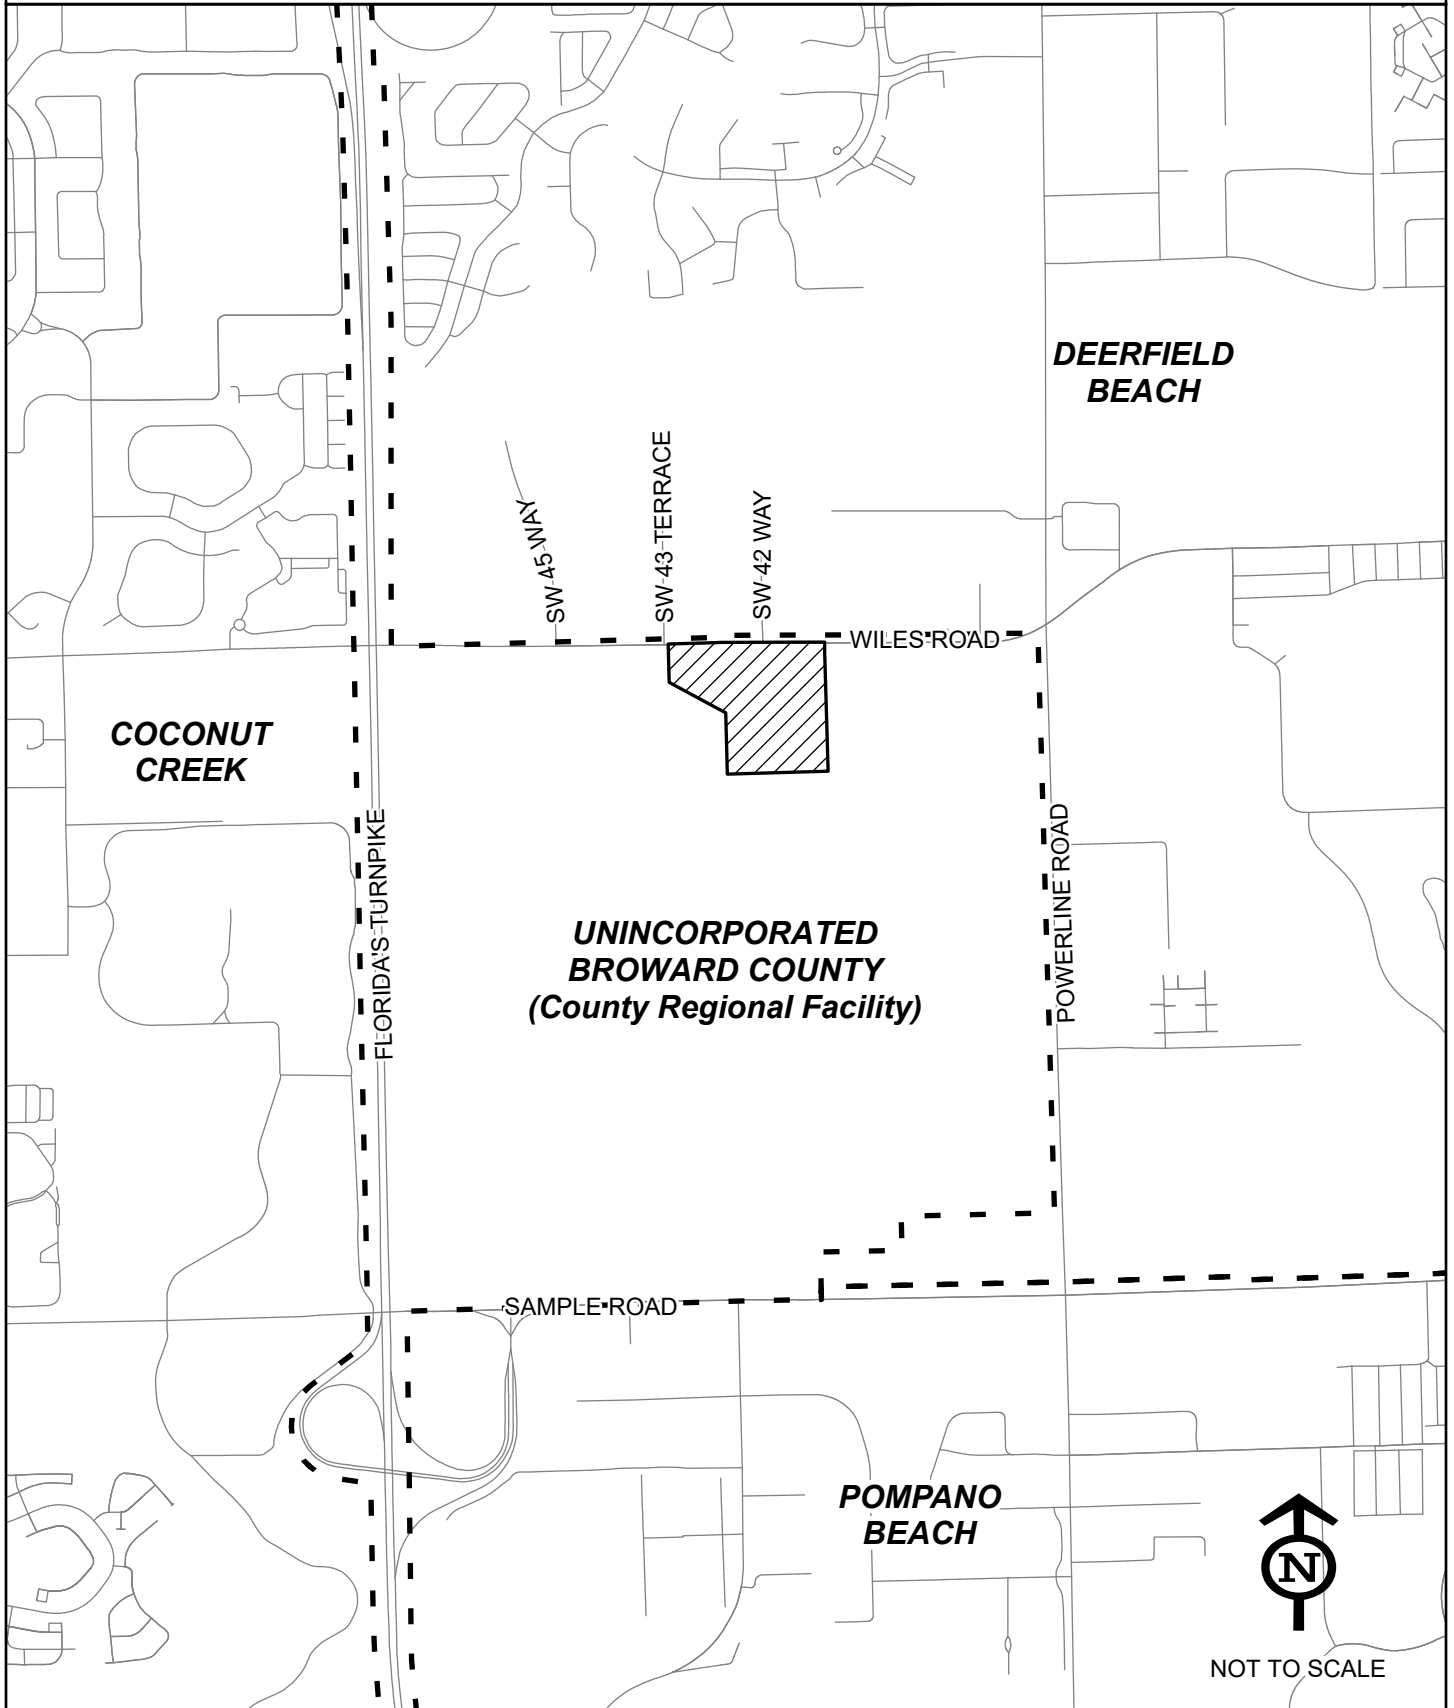 DEERFIELD
BEACH
SW 45 WAY
SW 43 TERRACE
SW 42 WAY
WILES ROAD
COCONUT
CREEK
FLORIDA'S TURNPIKE
POWERLINE ROAD
UNINCORPORATED
BROWARD COUNTY
(County Regional Facility)
SAMPLE ROAD
POMPANO
BEACH
N
NOT TO SCALE